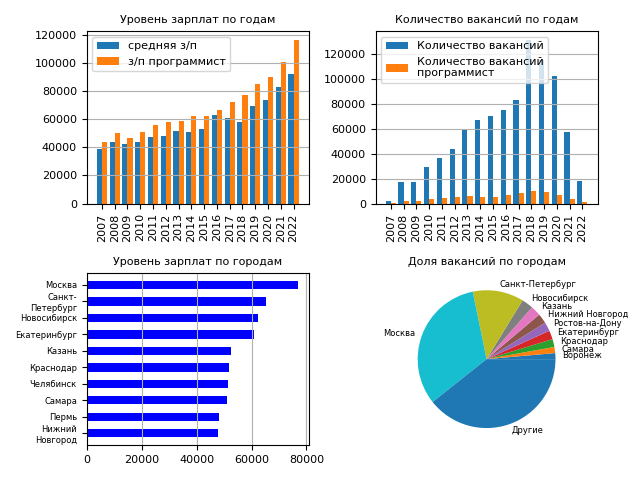 Уровень зарплат по годам
120000
100000
80000
60000
40000
20000
0
средняя з/п
з/п программист
2007
2008
2009
2010
2011
2012
2013
2014
2015
2016
2017
2018
2019
2020
2021
2022
Количество вакансий по годам
120000
100000
80000
60000
40000
20000
0
Количество вакансий
Количество вакансий
программист
2007
2008
2009
2010
2011
2012
2013
2014
2015
2016
2017
2018
2019
2020
2021
2022
Уровень зарплат по городам
Москва
Санкт-
Петербург
Новосибирск
Екатеринбург
Казань
Краснодар
Челябинск
Самара
Пермь
Нижний
Новгород
0
20000
40000
60000
80000
Доля вакансий по городам
Санкт-Петербург
Новосибирск
Казань
Нижний Новгород
Ростов-на-Дону
Екатеринбург
Краснодар
Самара
Воронеж
Москва
Другие